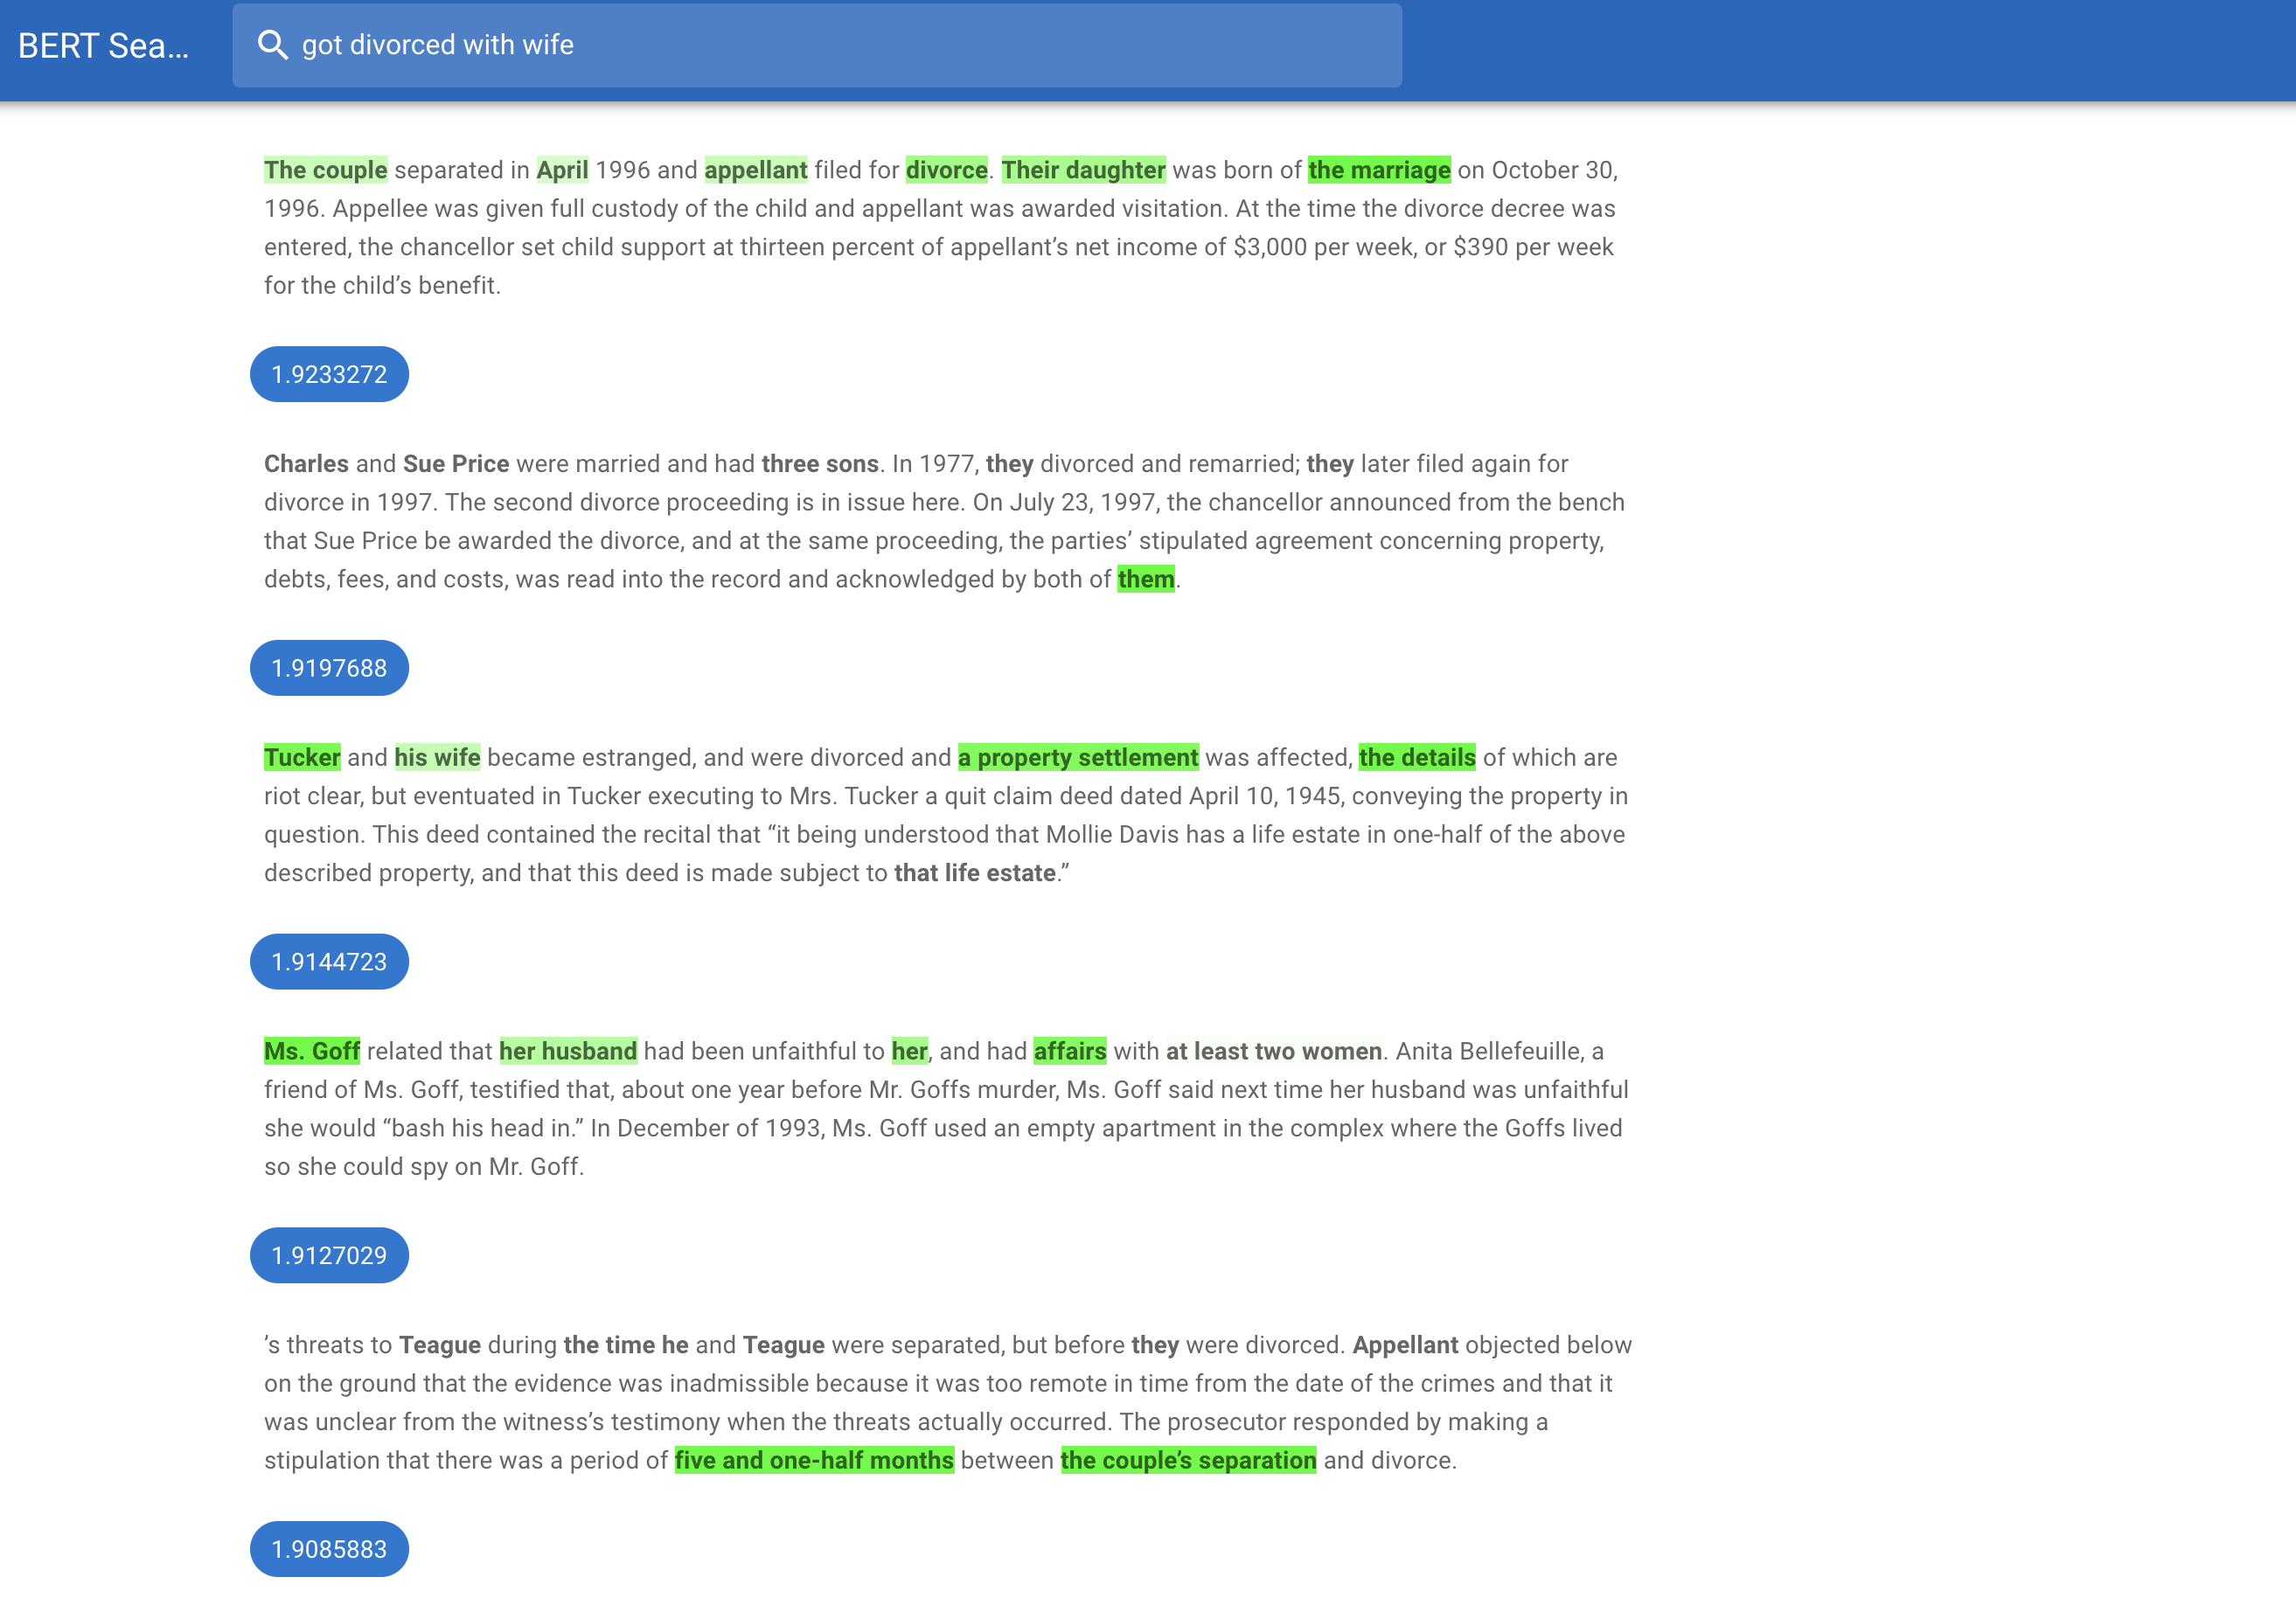 BERT Sea...
got divorced with wife
The couple separated in April 1996 and appellant filed for divorce. Their daughter was born of the marriage on October 30,
1996. Appellee was given full custody of the child and appellant was awarded visitation. At the time the divorce decree was
entered, the chancellor set child support at thirteen percent of appellant’s net income of $3,000 per week, or $390 per week
for the child’s benefit.
1.9233272
Charles and Sue Price were married and had three sons. In 1977, they divorced and remarried; they later filed again for
divorce in 1997. The second divorce proceeding is in issue here. On July 23, 1997, the chancellor announced from the bench
that Sue Price be awarded the divorce, and at the same proceeding, the parties’ stipulated agreement concerning property,
debts, fees, and costs, was read into the record and acknowledged by both of them.
1.9197688
Tucker and his wife became estranged, and were divorced and a property settlement was affected, the details of which are
riot clear, but eventuated in Tucker executing to Mrs. Tucker a quit claim deed dated April 10, 1945, conveying the property in
question. This deed contained the recital that “it being understood that Mollie Davis has a life estate in one-half of the above
described property, and that this deed is made subject to that life estate.”
1.9144723
Ms. Goff related that her husband had been unfaithful to her, and had affairs with at least two women. Anita Bellefeuille, a
friend of Ms. Goff, testified that, about one year before Mr. Goffs murder, Ms. Goff said next time her husband was unfaithful
she would “bash his head in.” In December of 1993, Ms. Goff used an empty apartment in the complex where the Goffs lived
so she could spy on Mr. Goff.
1.9127029
’s threats to Teague during the time he and Teague were separated, but before they were divorced. Appellant objected below
on the ground that the evidence was inadmissible because it was too remote in time from the date of the crimes and that it
was unclear from the witness’s testimony when the threats actually occurred. The prosecutor responded by making a
stipulation that there was a period of five and one-half months between the couple’s separation and divorce.
1.9085883